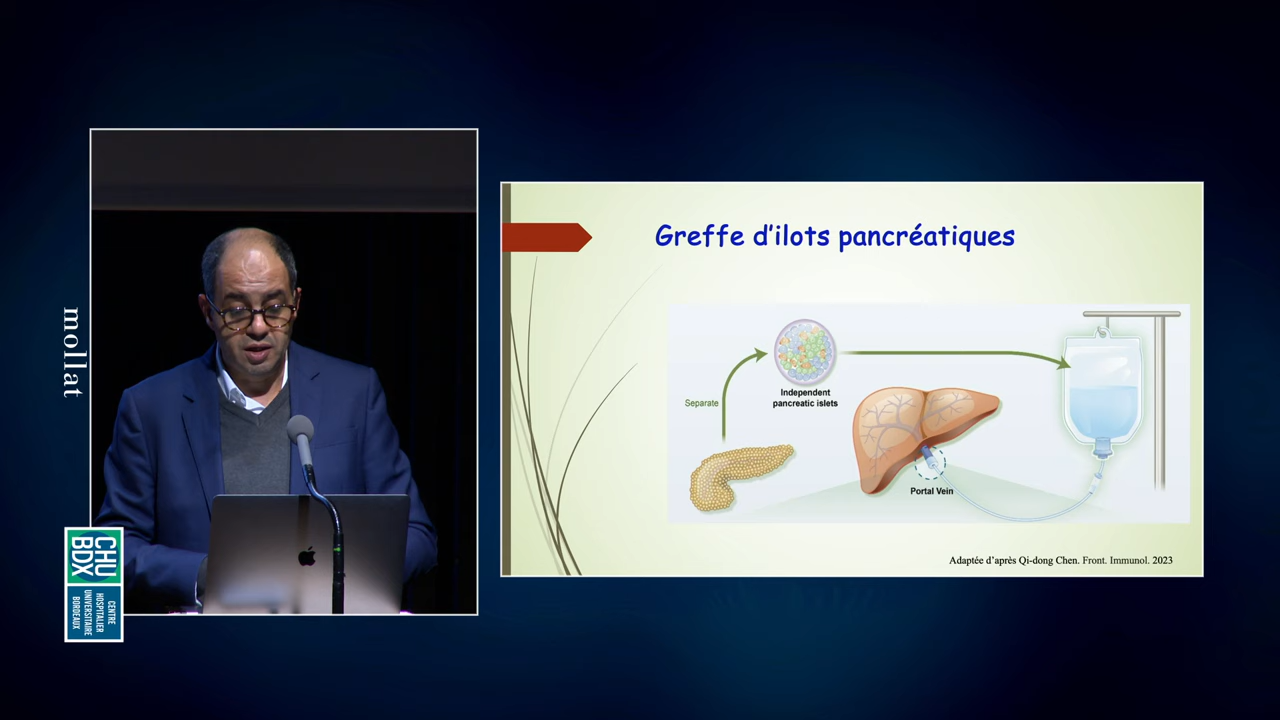 mollat
CHU
BDX
CENTRE
HOSPITALIER
UNIVERSITAIRE
BORDEAUX
Greffe d'ilots pancréatiques
Separate
Independent
pancreatic islets
Portal Vein
Adaptée d'après Qi-dong Chen. Front. Immunol. 2023